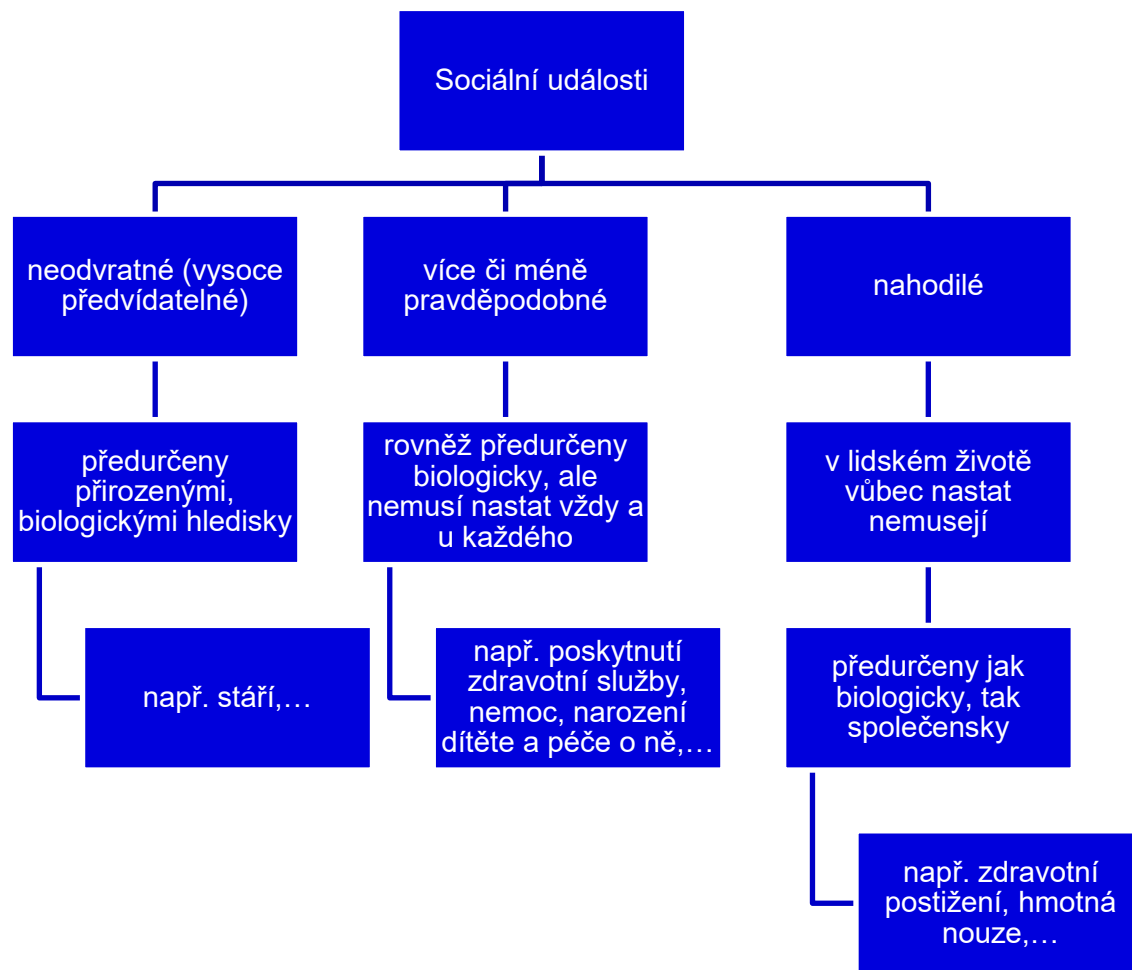 Sociální události
neodvratné (vysoce
předvídatelné)
více či méně
pravděpodobné
nahodilé
předurčeny
přirozenými,
biologickými hledisky
rovněž předurčeny
biologicky, ale
nemusí nastat vždy a
u každého
v lidském životě
vůbec nastat
nemusejí
např. stáří,…
např. poskytnutí
zdravotní služby,
nemoc, narození
dítěte a péče o ně,…
předurčeny jak
biologicky, tak
společensky
např. zdravotní
postižení, hmotná
nouze,…